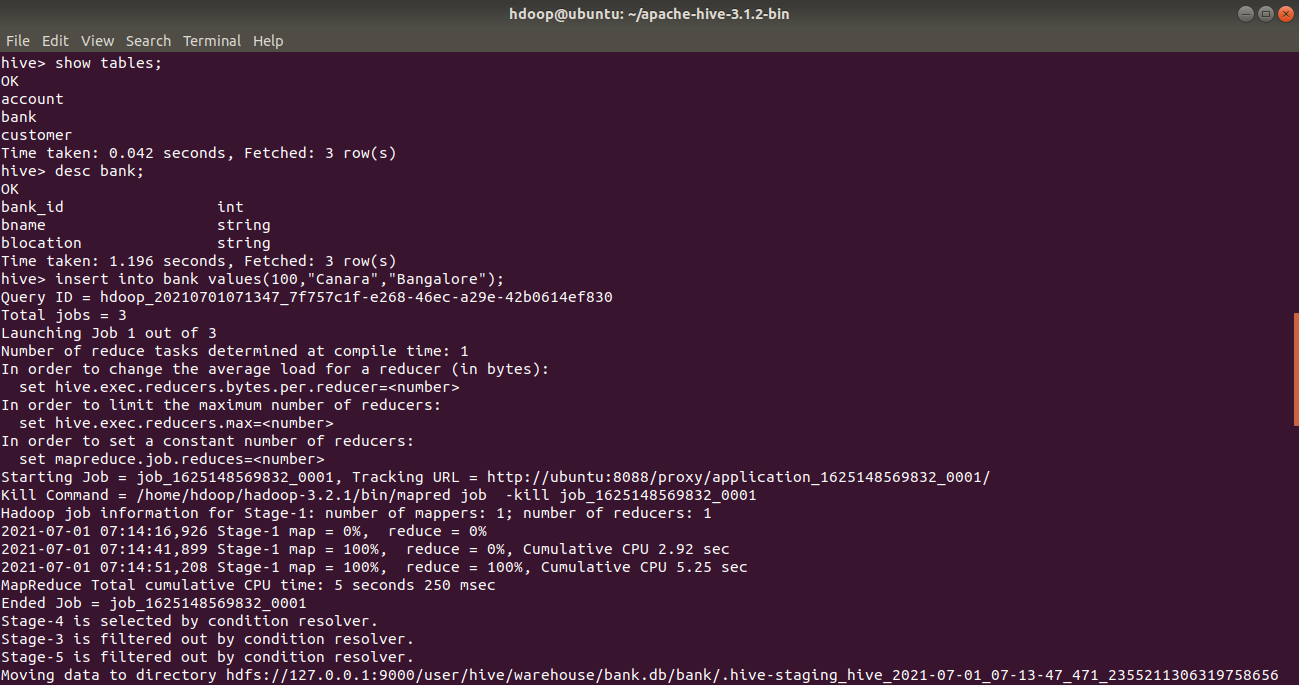 hdoop@ubuntu: ~/apache-hive-3.1.2-bin
File Edit View Search Terminal Help
hive> show tables;
OK
account
bank
customer
Time taken: 0.042 seconds, Fetched: 3 row(s)
hive> desc bank;
OK
bank_id                 int
bname                   string
blocation               string
Time taken: 1.196 seconds, Fetched: 3 row(s)
hive> insert into bank values(100,"Canara","Bangalore");
Query ID = hdoop_20210701071347_7f757c1f-e268-46ec-a29e-42b0614ef830
Total jobs = 3
Launching Job 1 out of 3
Number of reduce tasks determined at compile time: 1
In order to change the average load for a reducer (in bytes):
  set hive.exec.reducers.bytes.per.reducer=<number>
In order to limit the maximum number of reducers:
  set hive.exec.reducers.max=<number>
In order to set a constant number of reducers:
  set mapreduce.job.reduces=<number>
Starting Job = job_1625148569832_0001, Tracking URL = http://ubuntu:8088/proxy/application_1625148569832_0001/
Kill Command = /home/hdoop/hadoop-3.2.1/bin/mapred job  -kill job_1625148569832_0001
Hadoop job information for Stage-1: number of mappers: 1; number of reducers: 1
2021-07-01 07:14:16,926 Stage-1 map = 0%,  reduce = 0%
2021-07-01 07:14:41,899 Stage-1 map = 100%,  reduce = 0%, Cumulative CPU 2.92 sec
2021-07-01 07:14:51,208 Stage-1 map = 100%,  reduce = 100%, Cumulative CPU 5.25 sec
MapReduce Total cumulative CPU time: 5 seconds 250 msec
Ended Job = job_1625148569832_0001
Stage-4 is selected by condition resolver.
Stage-3 is filtered out by condition resolver.
Stage-5 is filtered out by condition resolver.
Moving data to directory hdfs://127.0.0.1:9000/user/hive/warehouse/bank.db/bank/.hive-staging_hive_2021-07-01_07-13-47_471_2355211306319758656